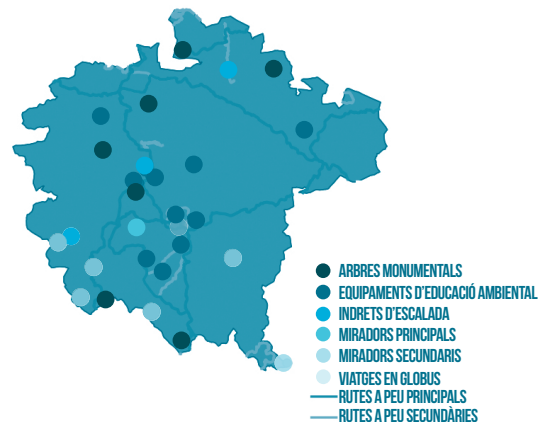 ARBRES MONUMENTALS
EQUIPAMENTS D'EDUCACIÓ AMBIENTAL
INDRETS D'ESCALADA
MIRADORS PRINCIPALS
MIRADORS SECUNDARIS
VIATGES EN GLOBUS
RUTES A PEU PRINCIPALS
RUTES A PEU SECUNDÀRIES